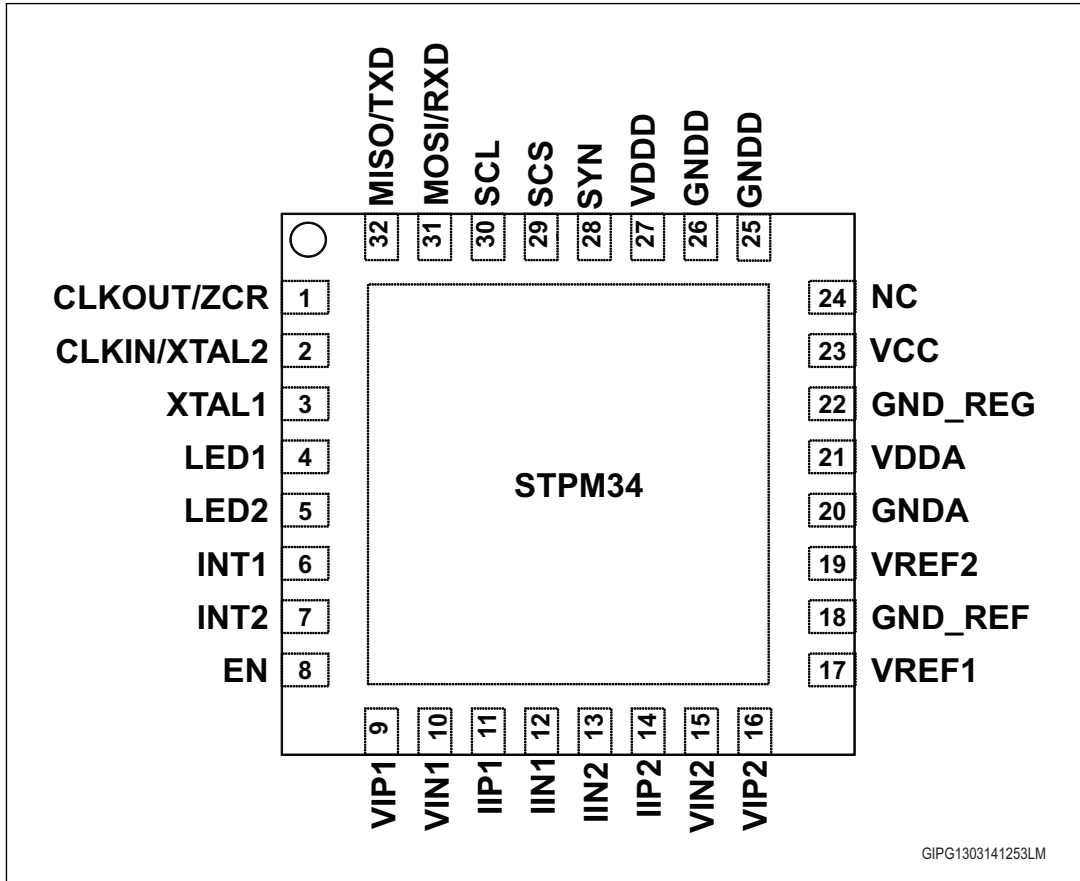 MISO/TXD
MOSI/RXD
SCL
SCS
SYN
VDDD
GNDD
GNDD
32
31
30
29
28
27
26
25
CLKOUT/ZCR 1
CLKIN/XTAL2 2
XTAL1 3
LED1 4
LED2 5
INT1 6
INT2 7
EN 8
STPM34
24 NC
23 VCC
22 GND_REG
21 VDDA
20 GNDA
19 VREF2
18 GND_REF
17 VREF1
9
10
11
12
13
14
15
16
VIP1
VIN1
IIP1
IIN1
IIN2
IIP2
VIN2
VIP2
GIPG1303141253LM